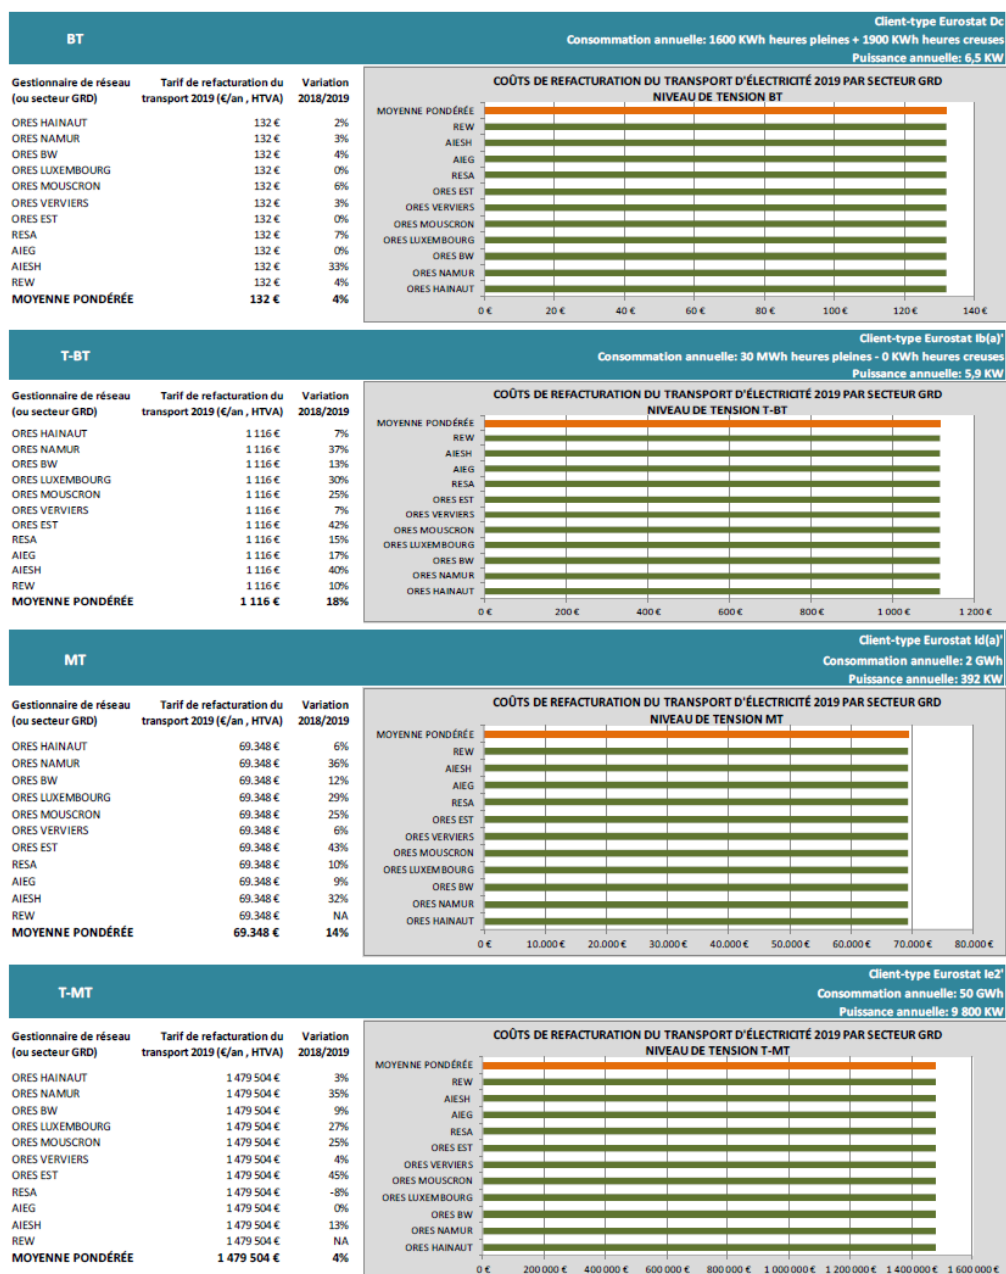 BT
Client-type Eurostat Dc
Consommation annuelle: 1600 KWh heures pleines + 1900 KWh heures creuses
Puissance annuelle: 6,5 KW
Gestionnaire de réseau Tarif de refacturation du Variation
(ou secteur GRD) transport 2019 (€/an , HTVA) 2018/2019
ORES HAINAUT 132 € 2%
ORES NAMUR 132 € 3%
ORES BW 132 € 4%
ORES LUXEMBOURG 132 € 0%
ORES MOUSCRON 132 € 6%
ORES VERVIERS 132 € 3%
ORES EST 132 € 0%
RESA 132 € 7%
AIEG 132 € 0%
AIESH 132 € 33%
REW 132 € 4%
MOYENNE PONDÉRÉE 132 € 4%
COÛTS DE REFACTURATION DU TRANSPORT D'ÉLECTRICITÉ 2019 PAR SECTEUR GRD
NIVEAU DE TENSION BT
MOYENNE PONDÉRÉE
REW
AIESH
AIEG
RESA
ORES EST
ORES VERVIERS
ORES MOUSCRON
ORES LUXEMBOURG
ORES BW
ORES NAMUR
ORES HAINAUT
0 € 20 € 40 € 60 € 80 € 100 € 120 € 140 €
T-BT
Client-type Eurostat Ib(a)'
Consommation annuelle: 30 MWh heures pleines - 0 KWh heures creuses
Puissance annuelle: 5,9 KW
Gestionnaire de réseau Tarif de refacturation du Variation
(ou secteur GRD) transport 2019 (€/an , HTVA) 2018/2019
ORES HAINAUT 1 116 € 7%
ORES NAMUR 1 116 € 37%
ORES BW 1 116 € 13%
ORES LUXEMBOURG 1 116 € 30%
ORES MOUSCRON 1 116 € 25%
ORES VERVIERS 1 116 € 7%
ORES EST 1 116 € 42%
RESA 1 116 € 15%
AIEG 1 116 € 17%
AIESH 1 116 € 40%
REW 1 116 € 10%
MOYENNE PONDÉRÉE 1 116 € 18%
COÛTS DE REFACTURATION DU TRANSPORT D'ÉLECTRICITÉ 2019 PAR SECTEUR GRD
NIVEAU DE TENSION T-BT
MOYENNE PONDÉRÉE
REW
AIESH
AIEG
RESA
ORES EST
ORES VERVIERS
ORES MOUSCRON
ORES LUXEMBOURG
ORES BW
ORES NAMUR
ORES HAINAUT
0 € 200 € 400 € 600 € 800 € 1 000 € 1 200 €
MT
Client-type Eurostat Id(a)'
Consommation annuelle: 2 GWh
Puissance annuelle: 392 KW
Gestionnaire de réseau Tarif de refacturation du Variation
(ou secteur GRD) transport 2019 (€/an , HTVA) 2018/2019
ORES HAINAUT 69.348 € 6%
ORES NAMUR 69.348 € 36%
ORES BW 69.348 € 12%
ORES LUXEMBOURG 69.348 € 29%
ORES MOUSCRON 69.348 € 25%
ORES VERVIERS 69.348 € 6%
ORES EST 69.348 € 43%
RESA 69.348 € 10%
AIEG 69.348 € 9%
AIESH 69.348 € 32%
REW 69.348 € NA
MOYENNE PONDÉRÉE 69.348 € 14%
COÛTS DE REFACTURATION DU TRANSPORT D'ÉLECTRICITÉ 2019 PAR SECTEUR GRD
NIVEAU DE TENSION MT
MOYENNE PONDÉRÉE
REW
AIESH
AIEG
RESA
ORES EST
ORES VERVIERS
ORES MOUSCRON
ORES LUXEMBOURG
ORES BW
ORES NAMUR
ORES HAINAUT
0 € 10.000 € 20.000 € 30.000 € 40.000 € 50.000 € 60.000 € 70.000 € 80.000 €
T-MT
Client-type Eurostat Ie2'
Consommation annuelle: 50 GWh
Puissance annuelle: 9 800 KW
Gestionnaire de réseau Tarif de refacturation du Variation
(ou secteur GRD) transport 2019 (€/an , HTVA) 2018/2019
ORES HAINAUT 1 479 504 € 3%
ORES NAMUR 1 479 504 € 35%
ORES BW 1 479 504 € 9%
ORES LUXEMBOURG 1 479 504 € 27%
ORES MOUSCRON 1 479 504 € 25%
ORES VERVIERS 1 479 504 € 4%
ORES EST 1 479 504 € 45%
RESA 1 479 504 € -8%
AIEG 1 479 504 € 0%
AIESH 1 479 504 € 13%
REW 1 479 504 € NA
MOYENNE PONDÉRÉE 1 479 504 € 4%
COÛTS DE REFACTURATION DU TRANSPORT D'ÉLECTRICITÉ 2019 PAR SECTEUR GRD
NIVEAU DE TENSION T-MT
MOYENNE PONDÉRÉE
REW
AIESH
AIEG
RESA
ORES EST
ORES VERVIERS
ORES MOUSCRON
ORES LUXEMBOURG
ORES BW
ORES NAMUR
ORES HAINAUT
0 € 200 000 € 400 000 € 600 000 € 800 000 € 1 000 000 € 1 200 000 € 1 400 000 € 1 600 000 €